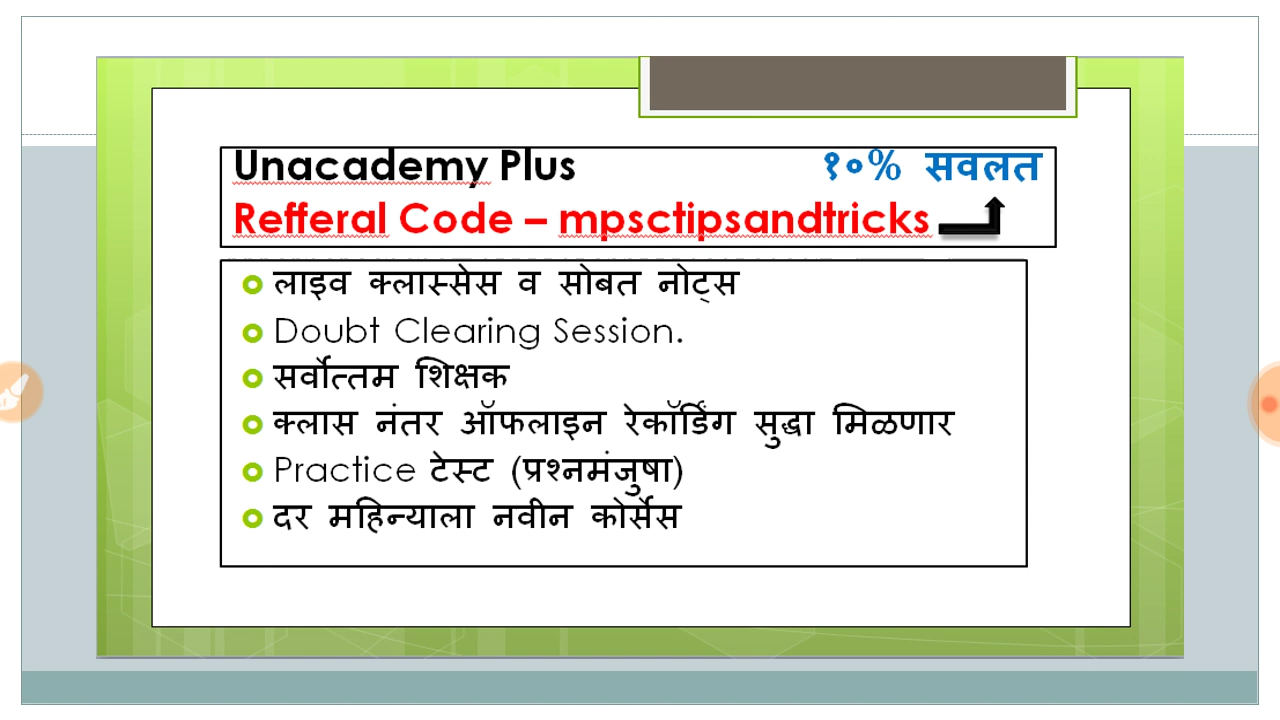 Unacademy Plus १०% सवलत
Refferal Code – mpsctipsandtricks
लाइव क्लास्सेस व सोबत नोट्स
Doubt Clearing Session.
सर्वोत्तम शिक्षक
क्लास नंतर ऑफलाइन रेकॉर्डिंग सुद्धा मिळणार
Practice टेस्ट (प्रश्नमंजुषा)
दर महिन्याला नवीन कोर्सेस